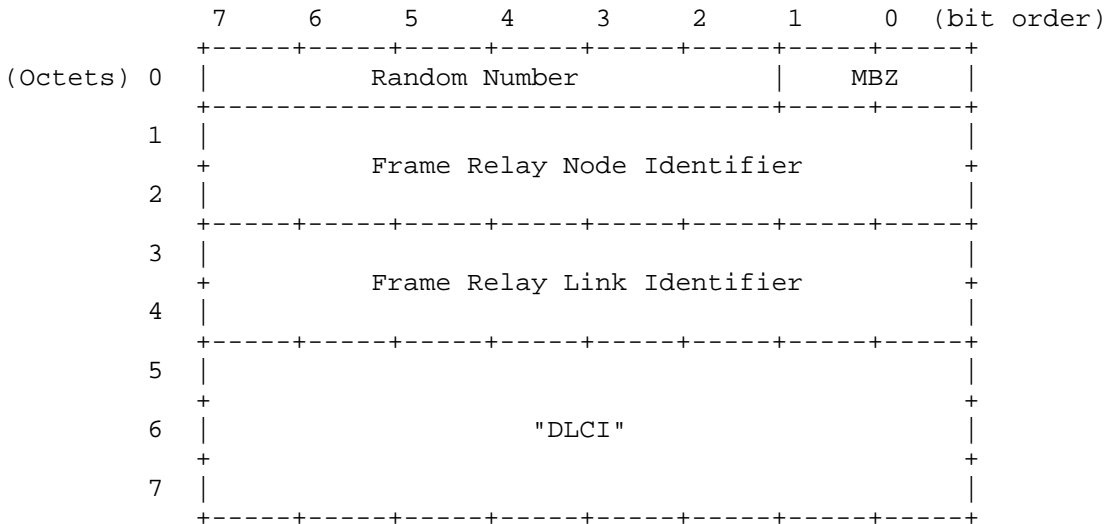 7 6 5 4 3 2 1 0 (bit order)
+-----+-----+-----+-----+-----+-----+-----+-----+
(Octets) 0 | Random Number | MBZ |
+-----------------------------------+-----+-----+
1 | |
+ Frame Relay Node Identifier +
2 | |
+-----+-----+-----+-----+-----+-----+-----+-----+
3 | |
+ Frame Relay Link Identifier +
4 | |
+-----+-----+-----+-----+-----+-----+-----+-----+
5 | |
+ +
6 | "DLCI" |
+ +
7 | |
+-----+-----+-----+-----+-----+-----+-----+-----+